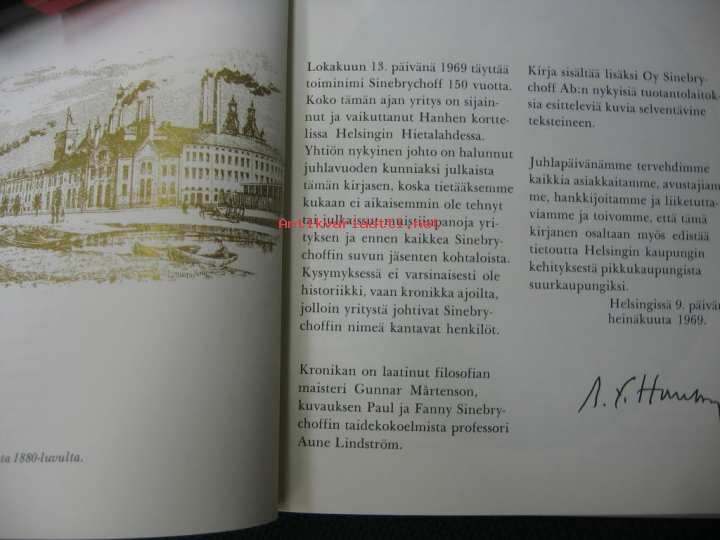 Lokakuun 13. päivänä 1969 täyttää
toiminimi Sinebrychoff 150 vuotta.
Koko tämän ajan yritys on sijain-
nut ja vaikuttanut Hanhen kortte-
lissa Helsingin Hietalahdessa.
Yhtiön nykyinen johto on halunnut
juhlavuoden kunniaksi julkaista
tämän kirjasen, koska tietääksemme
kukaan ei aikaisemmin ole tehnyt
tai julkaissut muistiinpanoja yri-
tyksen ja ennen kaikkea Sinebry-
choffin suvun jäsenten kohtaloista.
Kysymyksessä ei varsinaisesti ole
historiikki, vaan kronikka ajoilta,
jolloin yritystä johtivat Sinebry-
choffin nimeä kantavat henkilöt.
Kronikan on laatinut filosofian
maisteri Gunnar Mårtenson,
kuvauksen Paul ja Fanny Sinebry-
choffin taidekokoelmista professori
Aune Lindström.
Kirja sisältää lisäksi Oy Sinebry-
choff Ab:n nykyisiä tuotantolaitok-
sia esitteleviä kuvia selventävine
teksteineen.
Juhlapäivänämme tervehdimme
kaikkia asiakkaitamme, avustajiam-
me, hankkijoitamme ja liiketutta-
viamme ja toivomme, että tämä
kirjanen osaltaan myös edistää
tietoutta Helsingin kaupungin
kehityksestä pikkukaupungista
suurkaupungiksi.
Helsingissä 9. päivän
heinäkuuta 1969.
ta 1880-luvulta.